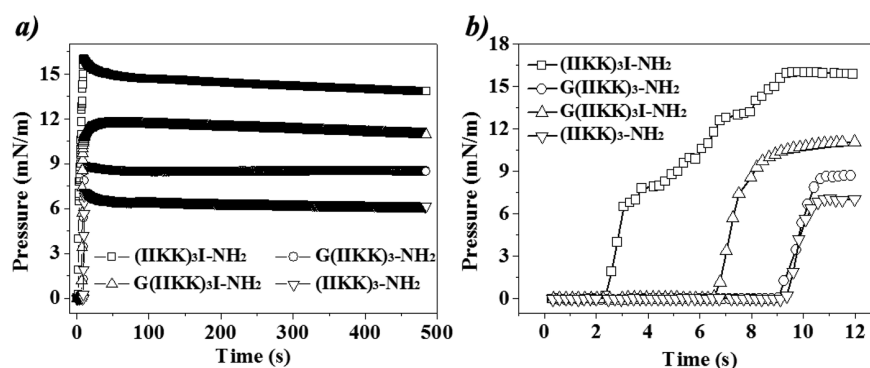 a)
Pressure (mN/m)
15
12
9
6
3
0
(IIKK)₃I-NH₂
G(IIKK)₃-NH₂
G(IIKK)₃I-NH₂
(IIKK)₃-NH₂
0 100 200 300 400 500
Time (s)
b)
Pressure (mN/m)
18
15
12
9
6
3
0
(IIKK)₃I-NH₂
G(IIKK)₃-NH₂
G(IIKK)₃I-NH₂
(IIKK)₃-NH₂
0 2 4 6 8 10 12
Time (s)